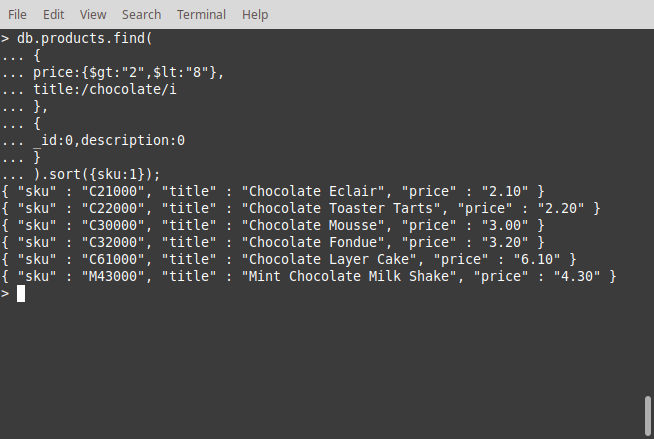 File Edit View Search Terminal Help
> db.products.find(
... {
... price:{$gt:"2",$lt:"8"},
... title:/chocolate/i
... },
... {
... _id:0,description:0
... }
... ).sort({sku:1});
{ "sku" : "C21000", "title" : "Chocolate Eclair", "price" : "2.10" }
{ "sku" : "C22000", "title" : "Chocolate Toaster Tarts", "price" : "2.20" }
{ "sku" : "C30000", "title" : "Chocolate Mousse", "price" : "3.00" }
{ "sku" : "C32000", "title" : "Chocolate Fondue", "price" : "3.20" }
{ "sku" : "C61000", "title" : "Chocolate Layer Cake", "price" : "6.10" }
{ "sku" : "M43000", "title" : "Mint Chocolate Milk Shake", "price" : "4.30" }
>